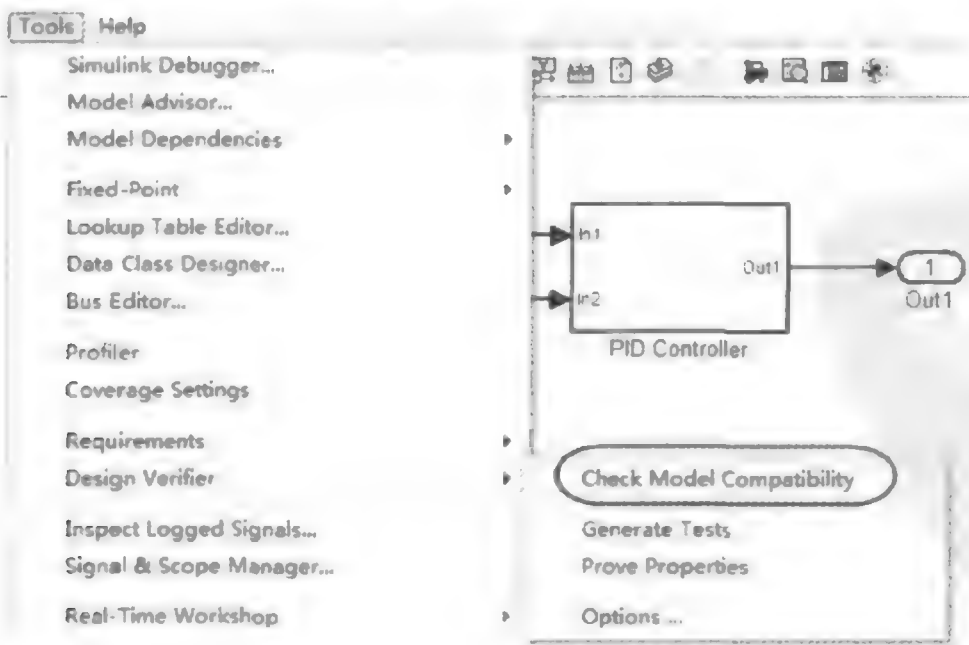 Tools Help
Simulink Debugger...
Model Advisor...
Model Dependencies
Fixed-Point
Lookup Table Editor...
Data Class Designer...
Bus Editor...
Profiler
Coverage Settings
Requirements
Design Verifier
Inspect Logged Signals...
Signal & Scope Manager...
Real-Time Workshop
In1
In2
Out1
PID Controller
1
Out1
Check Model Compatibility
Generate Tests
Prove Properties
Options ...